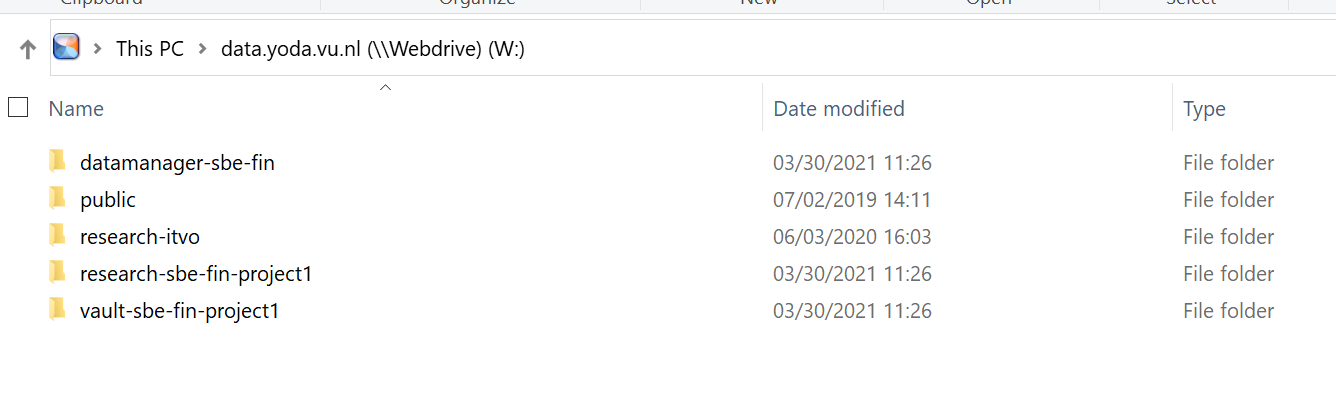 Clipboard Organize New Open Select
This PC > data.yoda.vu.nl (\\Webdrive) (W:)
Name Date modified Type
datamanager-sbe-fin 03/30/2021 11:26 File folder
public 07/02/2019 14:11 File folder
research-itvo 06/03/2020 16:03 File folder
research-sbe-fin-project1 03/30/2021 11:26 File folder
vault-sbe-fin-project1 03/30/2021 11:26 File folder